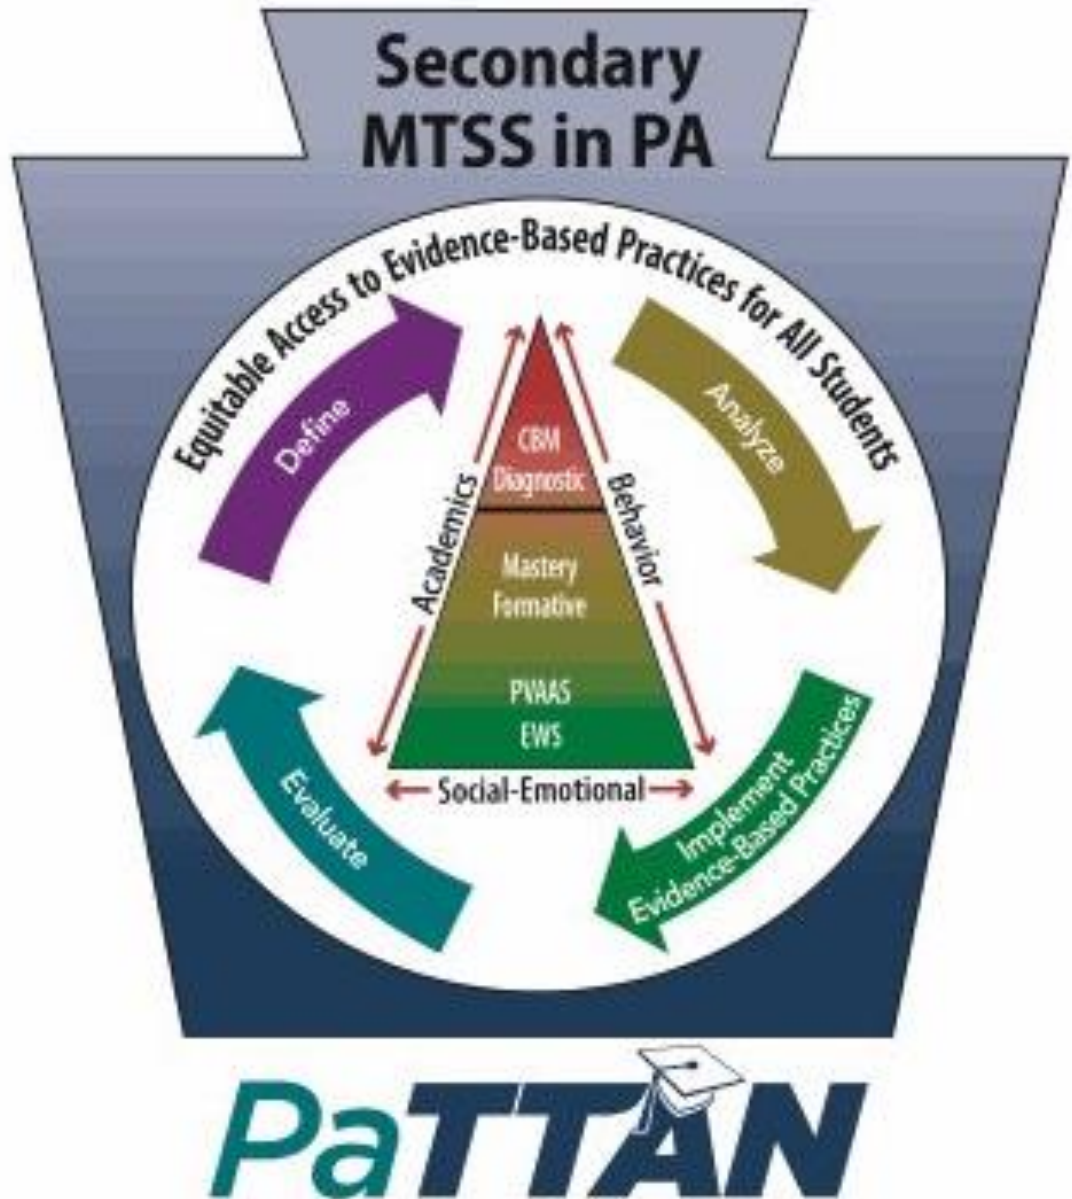 Secondary
MTSS in PA
Equitable Access to Evidence-Based Practices for All Students
Define
Analyze
CBM
Diagnostic
Academics
Behavior
Mastery
Formative
PVAAS
EWS
Social-Emotional
Evaluate
Implement
Evidence-Based Practices
PaTTAN